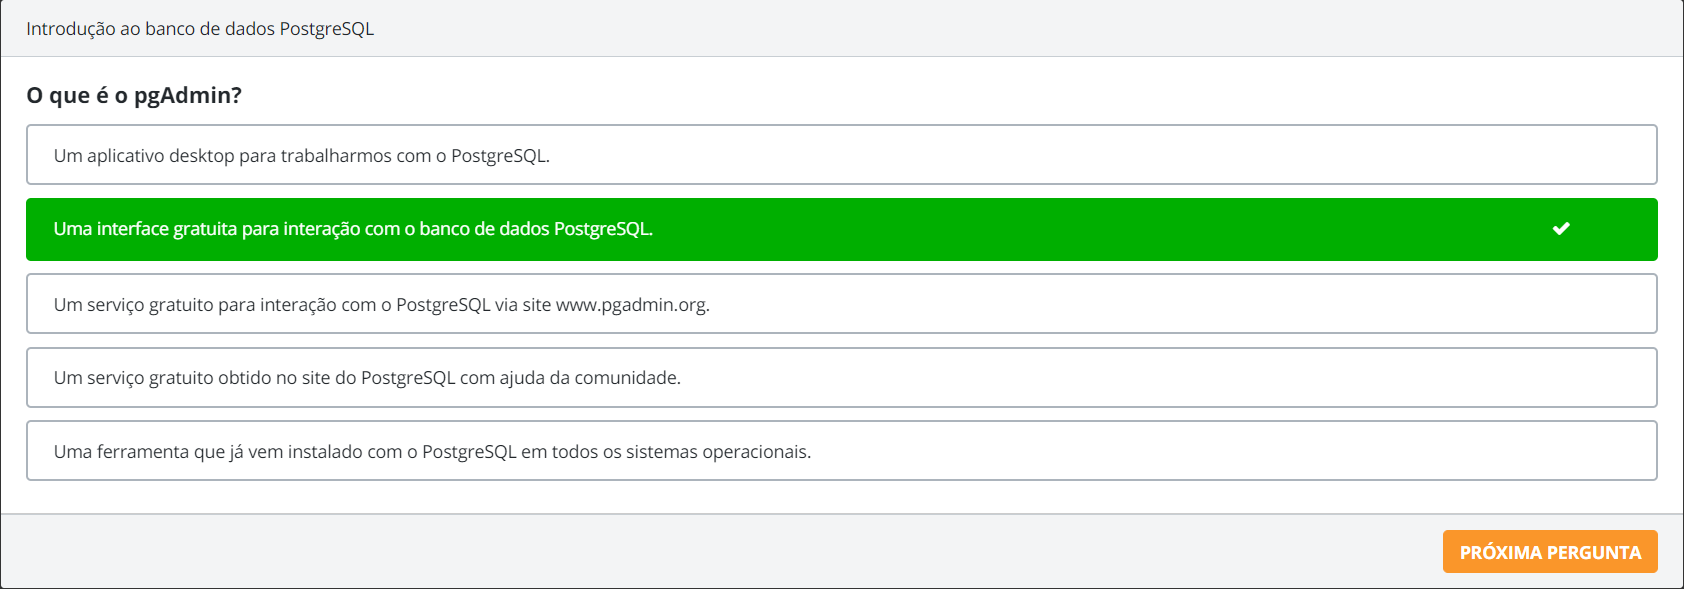 Introdução ao banco de dados PostgreSQL
O que é o pgAdmin?
Um aplicativo desktop para trabalharmos com o PostgreSQL.
Uma interface gratuita para interação com o banco de dados PostgreSQL.
Um serviço gratuito para interação com o PostgreSQL via site www.pgadmin.org.
Um serviço gratuito obtido no site do PostgreSQL com ajuda da comunidade.
Uma ferramenta que já vem instalado com o PostgreSQL em todos os sistemas operacionais.
PRÓXIMA PERGUNTA